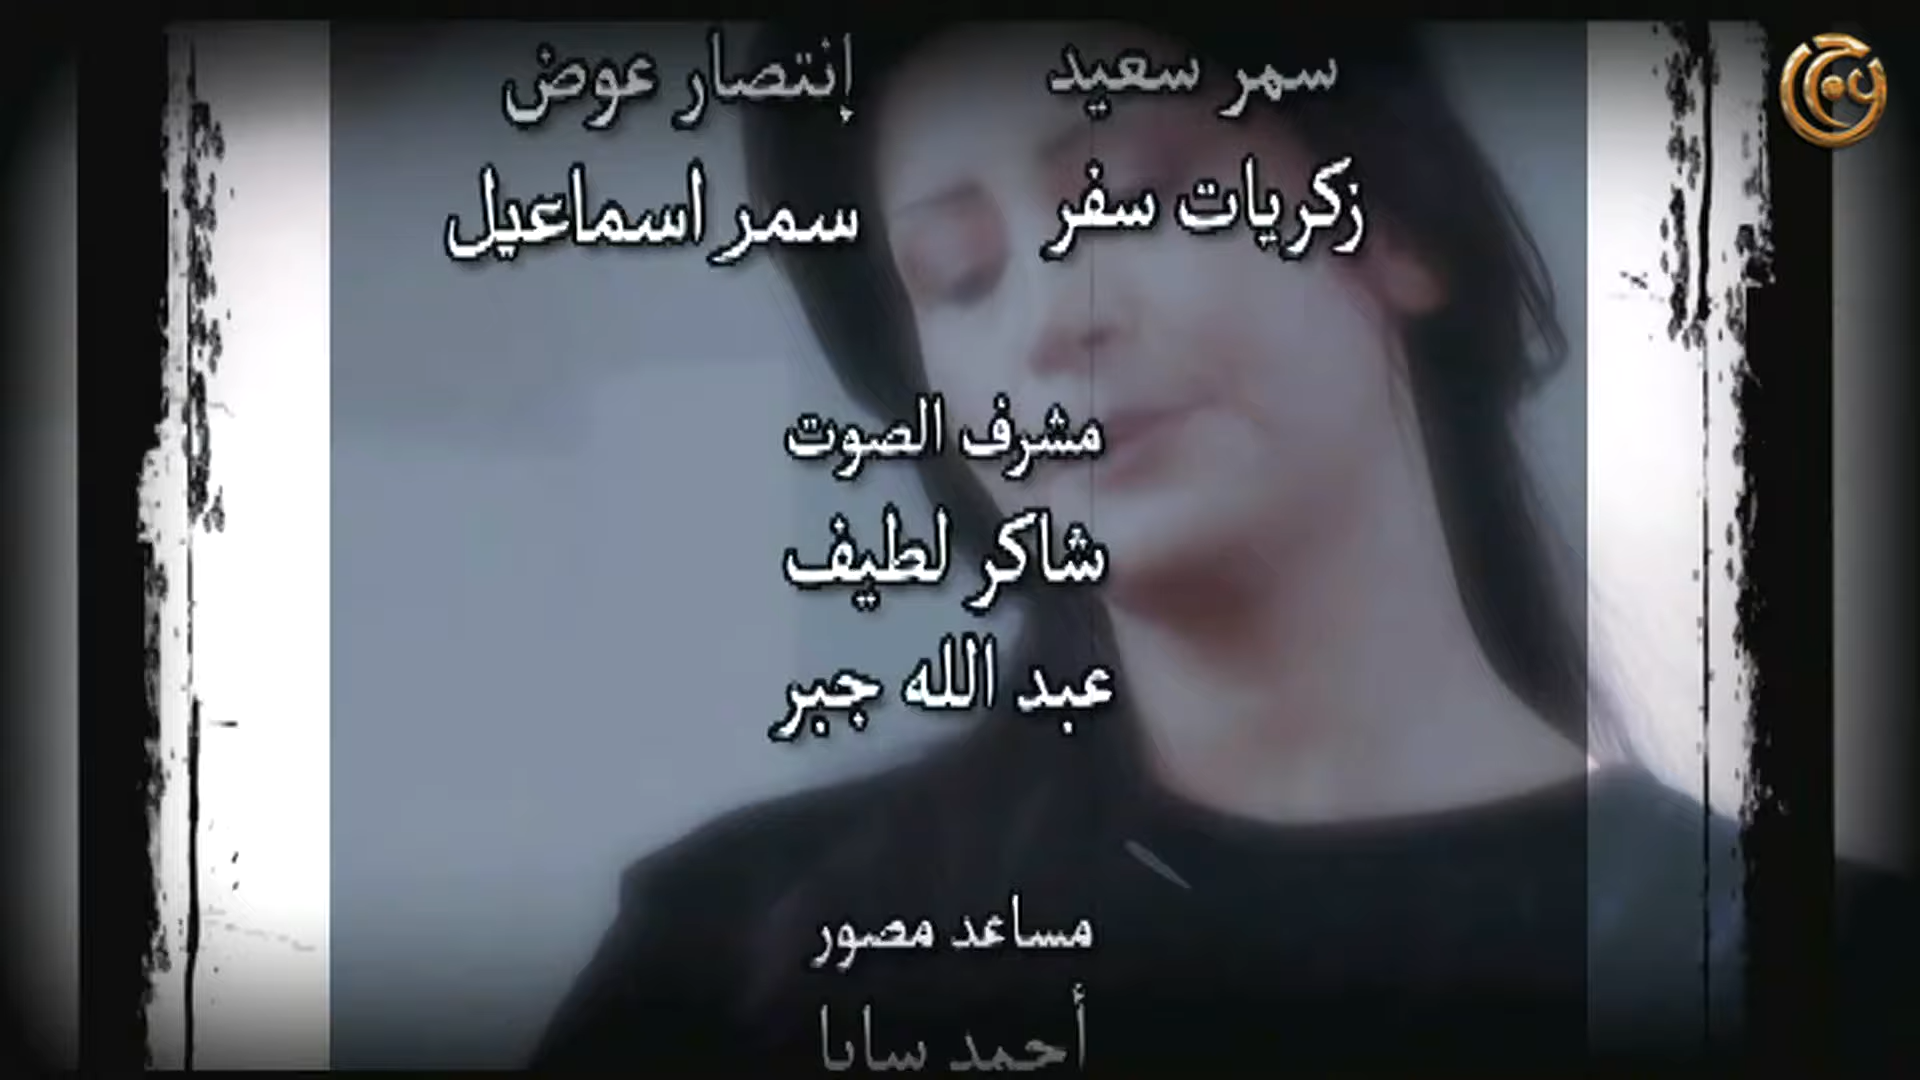 سمر سعيد إنتصار عوض
زكريات سفر سمر اسماعيل
مشرف الصوت
شاكر لطيف
عبد الله جبر
مساعد مصور
أحمد سابا